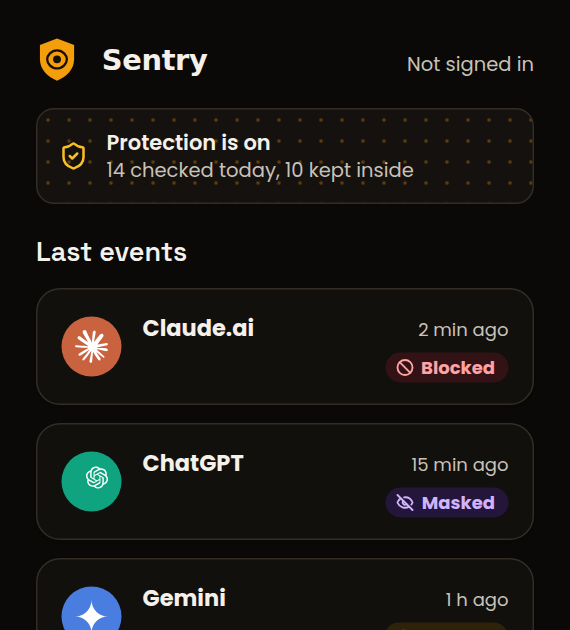 Sentry
Not signed in
Protection is on
14 checked today, 10 kept inside
Last events
Claude.ai
2 min ago
Blocked
ChatGPT
15 min ago
Masked
Gemini
1 h ago